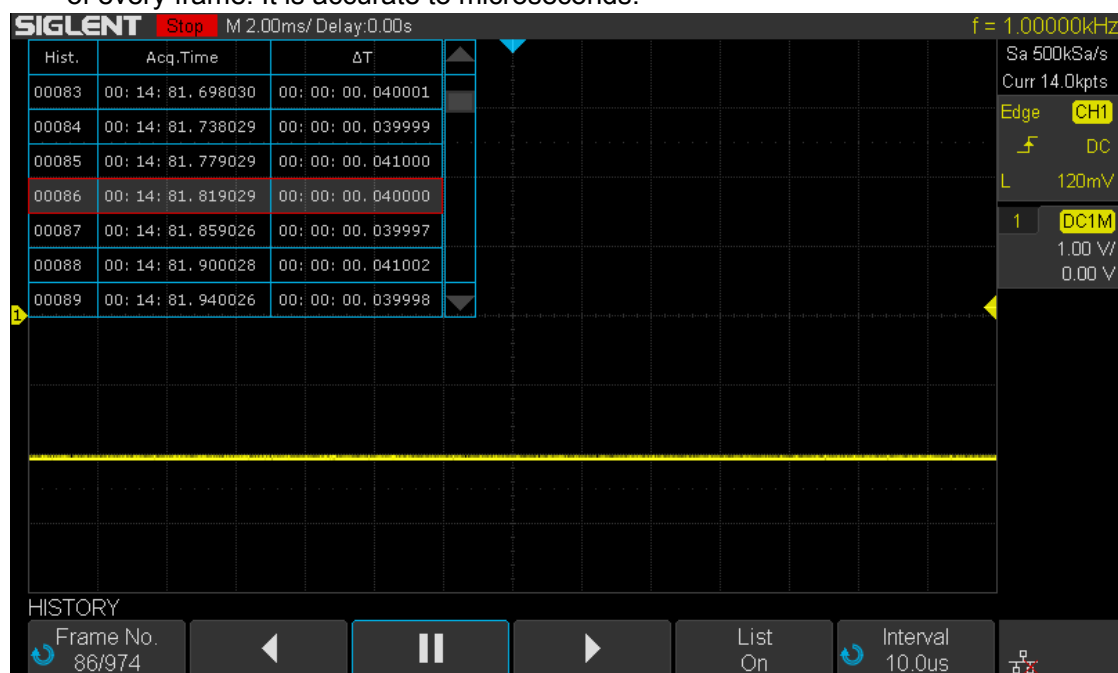 of every frame. It is accurate to microseconds.
SIGLENT Stop M 2.00ms/ Delay:0.00s f = 1.00000kHz
Hist. Acq.Time ΔT
00083 00: 14: 81. 698030 00: 00: 00. 040001
00084 00: 14: 81. 738029 00: 00: 00. 039999
00085 00: 14: 81. 779029 00: 00: 00. 041000
00086 00: 14: 81. 819029 00: 00: 00. 040000
00087 00: 14: 81. 859026 00: 00: 00. 039997
00088 00: 14: 81. 900028 00: 00: 00. 041002
00089 00: 14: 81. 940026 00: 00: 00. 039998
Sa 500kSa/s
Curr 14.0kpts
Edge CH1
DC
L 120mV
1 DC1M
1.00 V/
0.00 V
1
HISTORY
Frame No.
86/974
List
On
Interval
10.0us